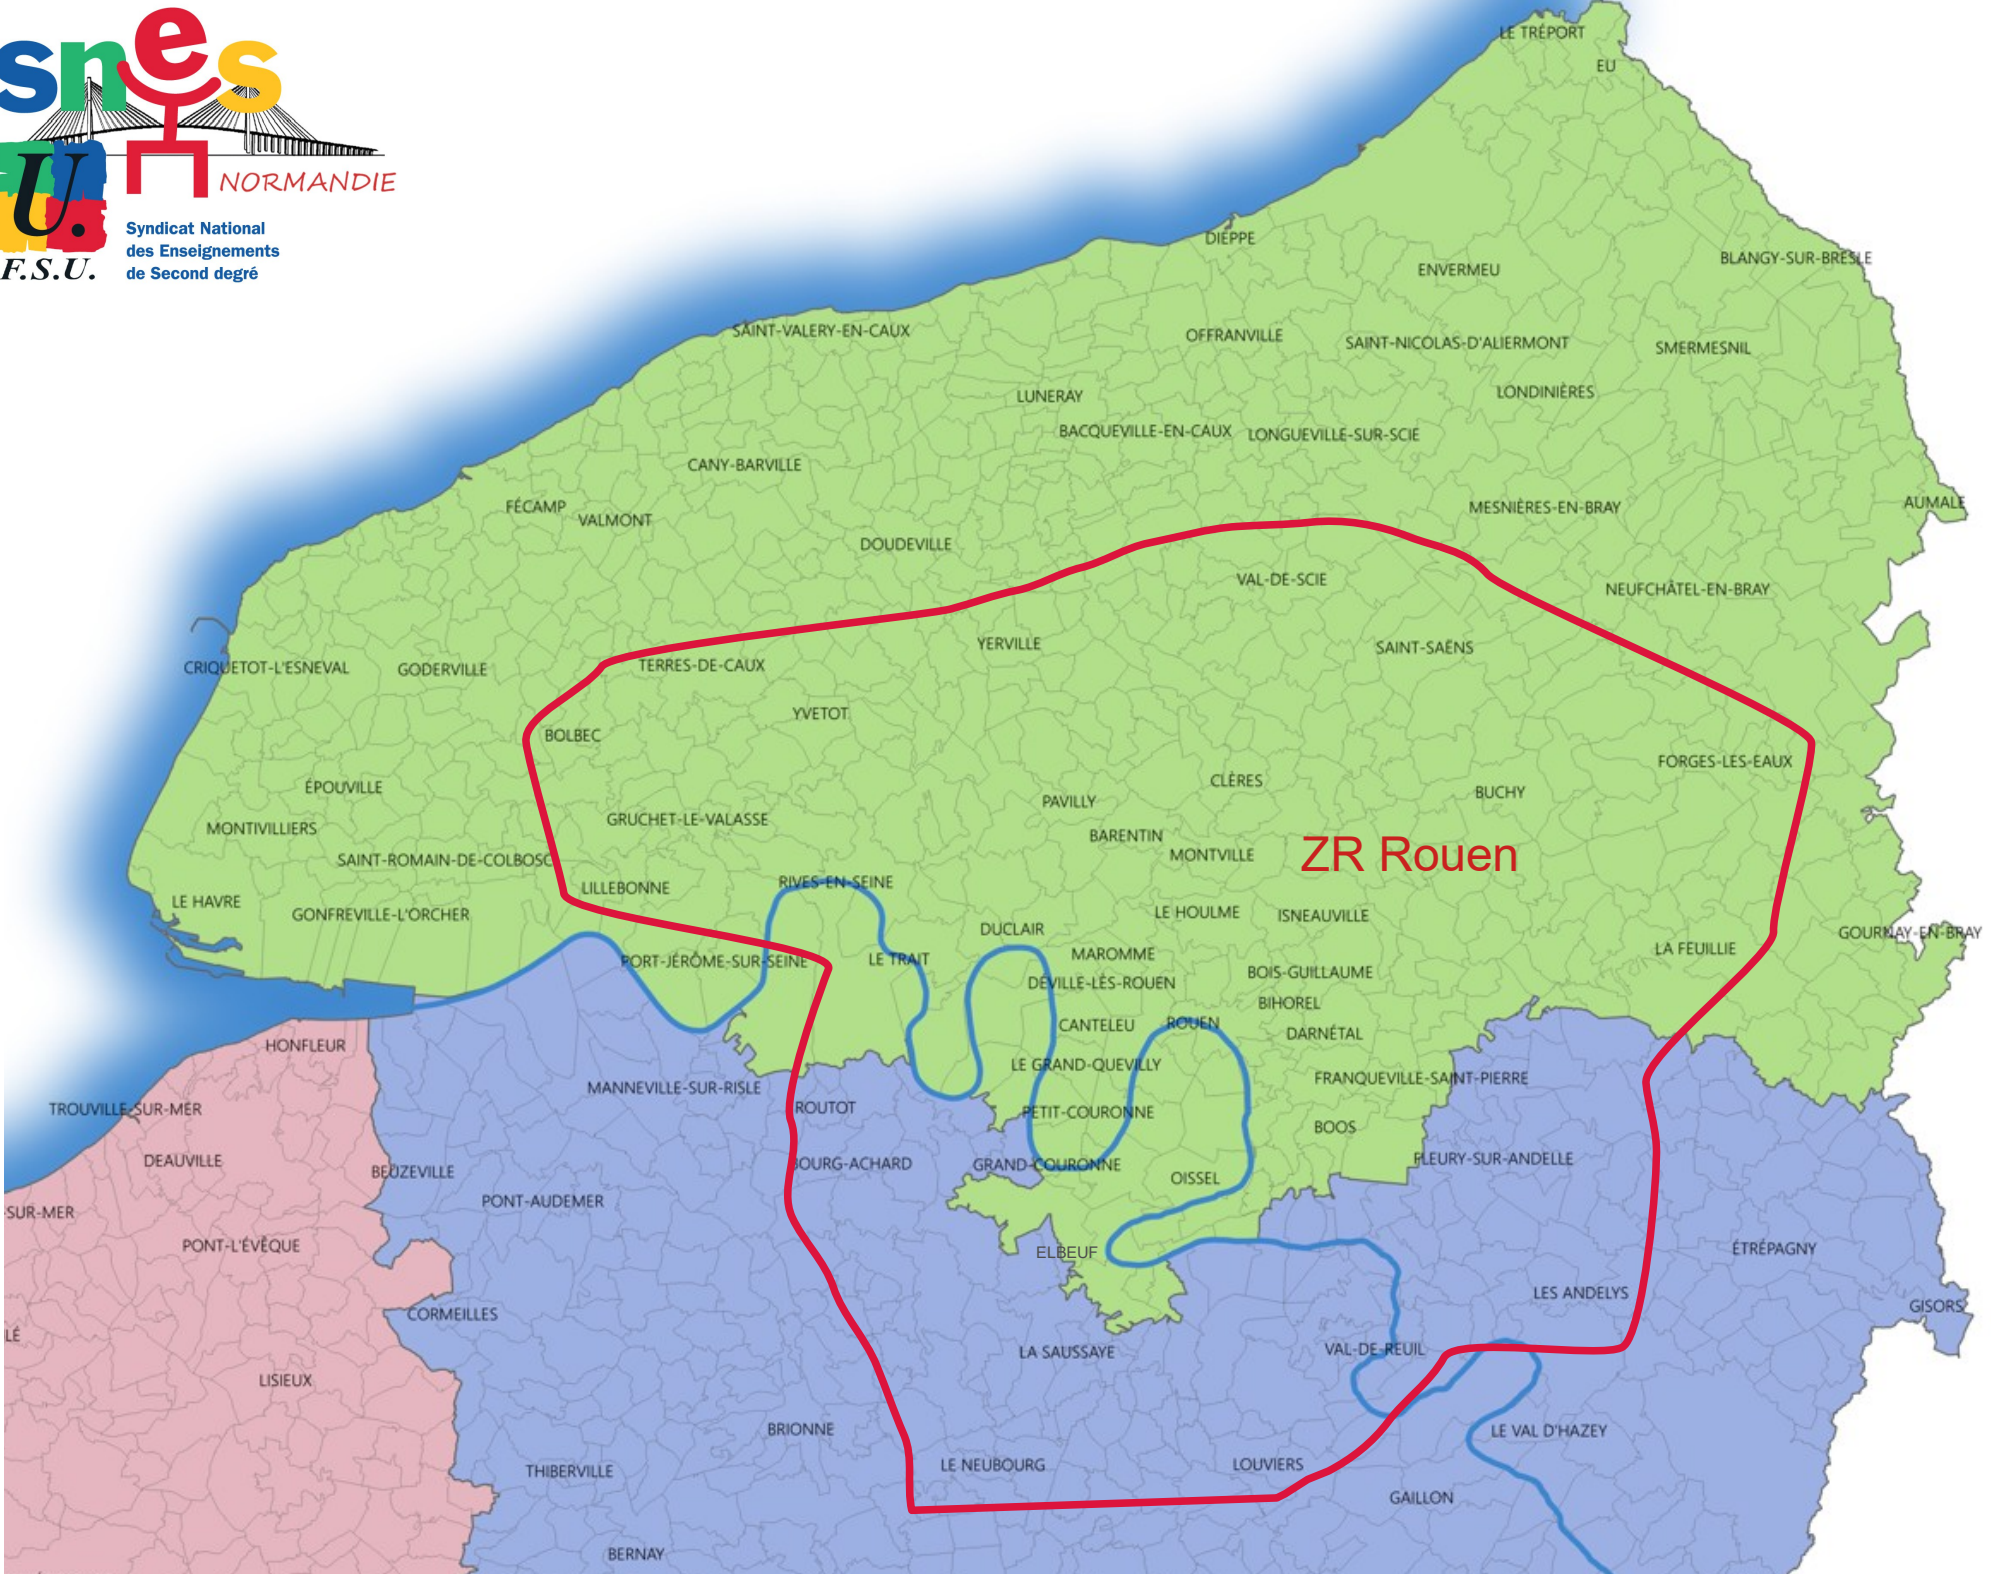 snes
NORMANDIE
U.
F.S.U.
Syndicat National
des Enseignements
de Second degré
LE TRÉPORT
EU
DIEPPE
BLANGY-SUR-BRESLE
ENVERMEU
SAINT-VALERY-EN-CAUX
OFFRANVILLE
SAINT-NICOLAS-D'ALIERMONT
SMERMESNIL
LUNERAY
LONDINIÈRES
BACQUEVILLE-EN-CAUX
LONGUEVILLE-SUR-SCIE
CANY-BARVILLE
FÉCAMP
VALMONT
MESNIÈRES-EN-BRAY
AUMALE
DOUDEVILLE
VAL-DE-SCIE
NEUFCHÂTEL-EN-BRAY
YERVILLE
SAINT-SAËNS
CRIQUETOT-L'ESNEVAL
GODERVILLE
TERRES-DE-CAUX
YVETOT
BOLBEC
FORGES-LES-EAUX
ÉPOUVILLE
CLÈRES
BUCHY
PAVILLY
MONTIVILLIERS
GRUCHET-LE-VALASSE
BARENTIN
MONTVILLE
ZR Rouen
SAINT-ROMAIN-DE-COLBOSC
LILLEBONNE
RIVES-EN-SEINE
LE HAVRE
GONFREVILLE-L'ORCHER
LE HOULME
ISNEAUVILLE
DUCLAIR
GOURNAY-EN-BRAY
PORT-JÉRÔME-SUR-SEINE
LE TRAIT
MAROMME
LA FEUILLIE
DEVILLE-LÈS-ROUEN
BOIS-GUILLAUME
BIHOREL
CANTELEU
ROUEN
DARNÉTAL
HONFLEUR
LE GRAND-QUEVILLY
MANNEVILLE-SUR-RISLE
FRANQUEVILLE-SAINT-PIERRE
TROUVILLE-SUR-MER
ROUTOT
PETIT-COURONNE
BOOS
DEAUVILLE
BEUZEVILLE
BOURG-ACHARD
GRAND-COURONNE
FLEURY-SUR-ANDELLE
PONT-AUDEMER
OISSEL
-SUR-MER
PONT-L'ÉVÊQUE
ELBEUF
ÉTRÉPAGNY
CORMEILLES
LES ANDELYS
GISORS
LÉ
LA SAUSSAYE
VAL-DE-REUIL
LISIEUX
BRIONNE
LE VAL D'HAZEY
THIBERVILLE
LE NEUBOURG
LOUVIERS
GAILLON
BERNAY